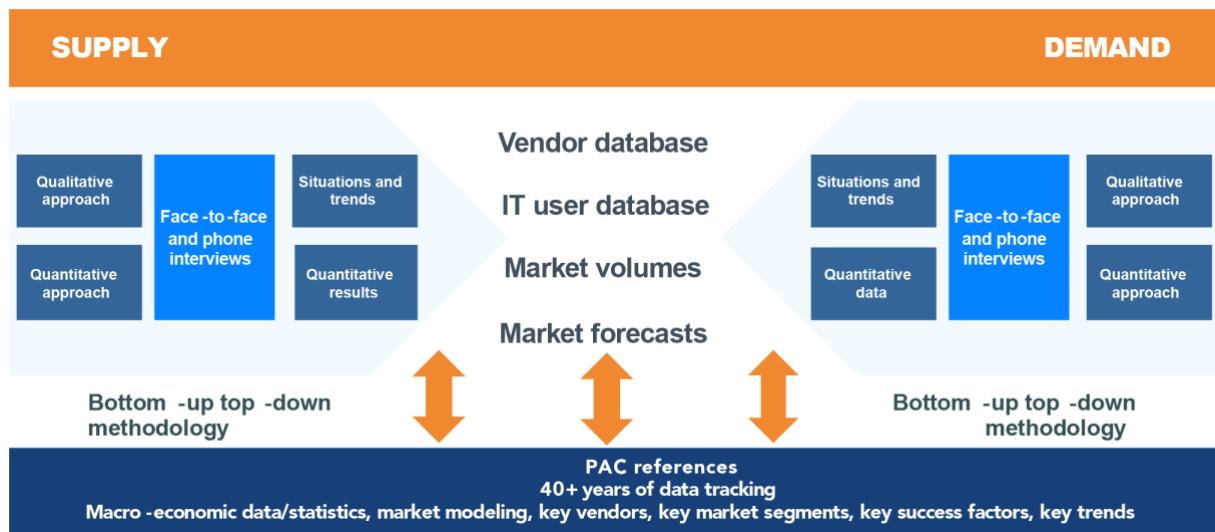 SUPPLY
DEMAND
Qualitative
approach
Quantitative
approach
Face -to-face
and phone
interviews
Situations and
trends
Quantitative
results
Vendor database
IT user database
Market volumes
Market forecasts
Situations and
trends
Quantitative
data
Face -to-face
and phone
interviews
Qualitative
approach
Quantitative
approach
Bottom -up top -down
methodology
Bottom -up top -down
methodology
PAC references
40+ years of data tracking
Macro -economic data/statistics, market modeling, key vendors, key market segments, key success factors, key trends